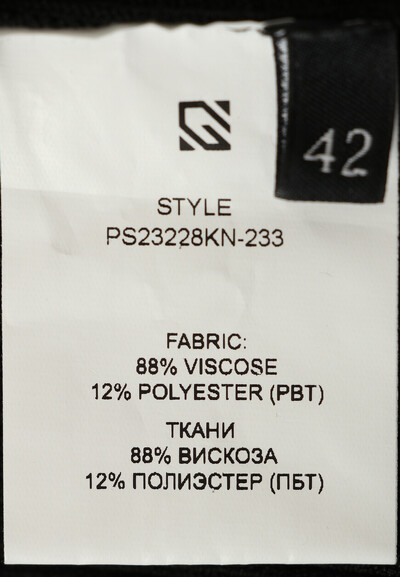 42
STYLE
PS23228KN-233
FABRIC:
88% VISCOSE
12% POLYESTER (PBT)
ТКАНИ
88% ВИСКОЗА
12% ПОЛИЭСТЕР (ПБТ)